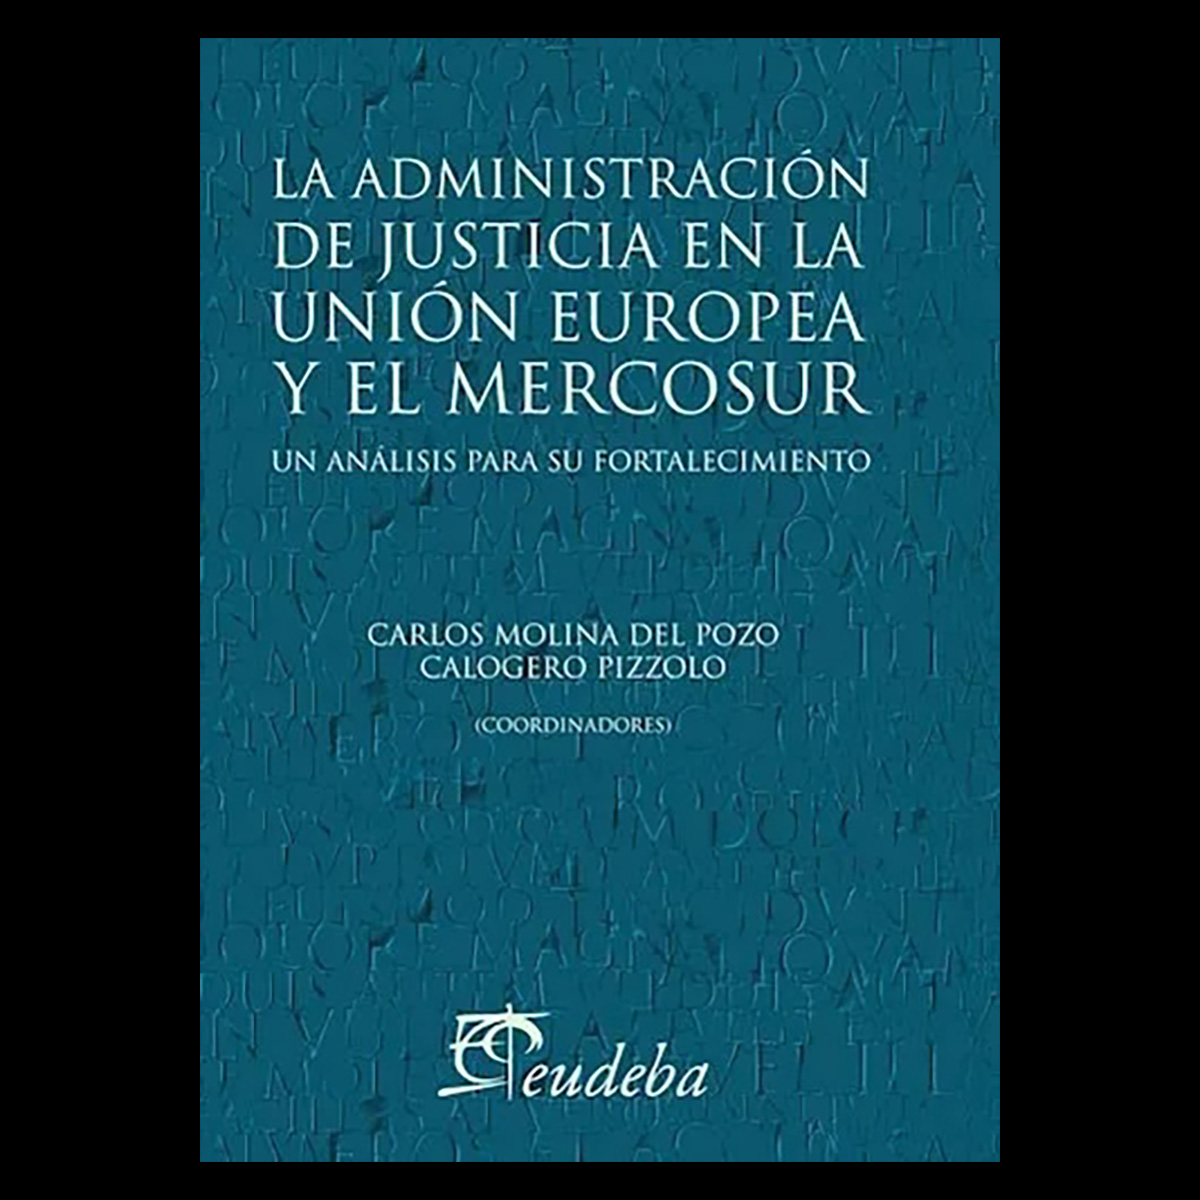 LA ADMINISTRACIÓN
DE JUSTICIA EN LA
UNIÓN EUROPEA
Y EL MERCOSUR
UN ANÁLISIS PARA SU FORTALECIMIENTO
CARLOS MOLINA DEL POZO
CALOGERO PIZZOLO
(COORDINADORES)
eudeba